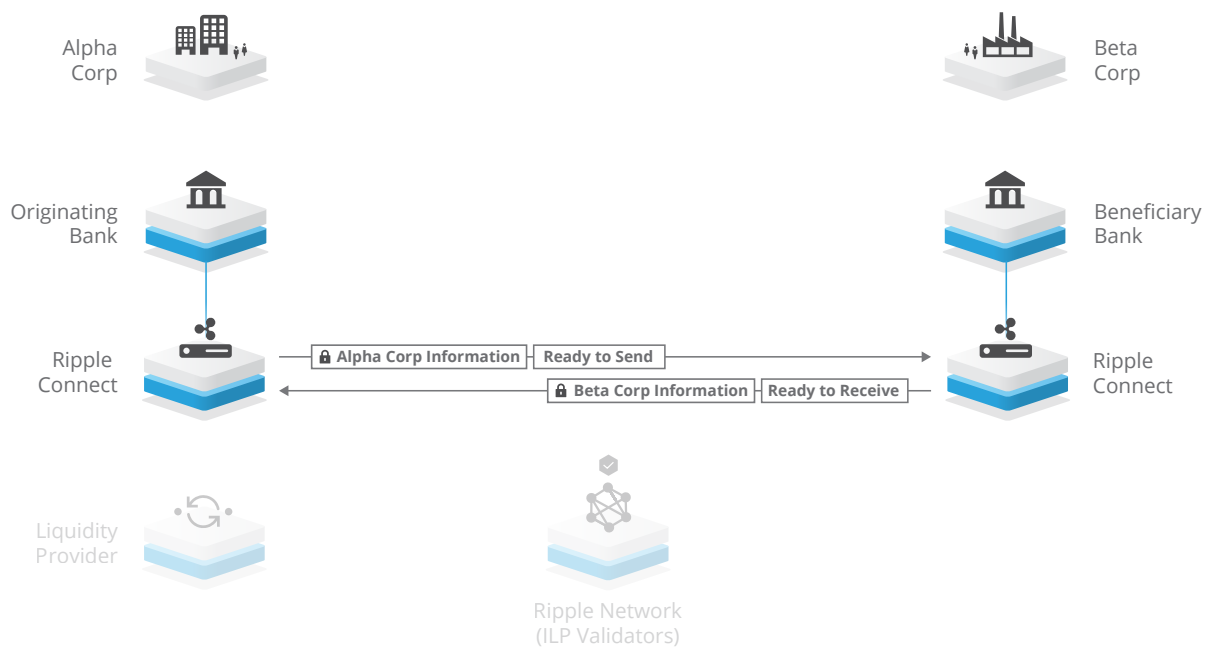 Alpha
Corp
Beta
Corp
Originating
Bank
Beneficiary
Bank
Ripple
Connect
Alpha Corp Information
Ready to Send
Beta Corp Information
Ready to Receive
Ripple
Connect
Liquidity
Provider
Ripple Network
(ILP Validators)